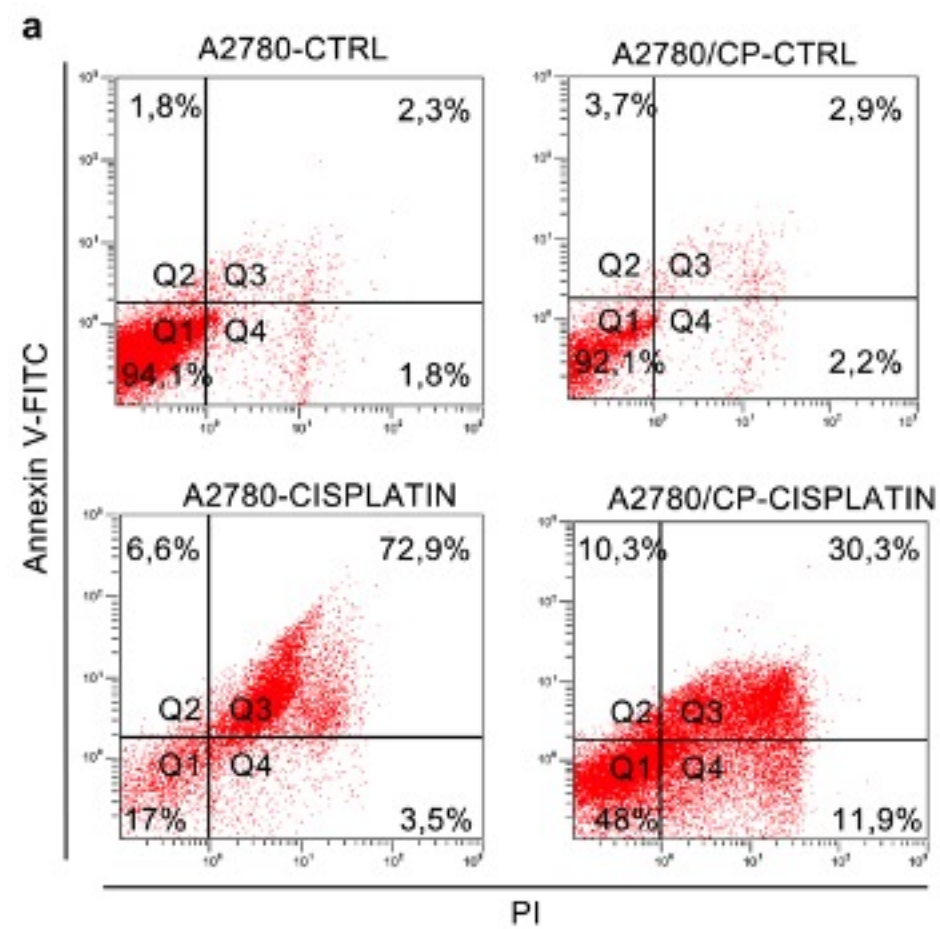 a
A2780-CTRL
A2780/CP-CTRL
1,8%
2,3%
Q2
Q3
Q1
Q4
94,1%
1,8%
3,7%
2,9%
Q2
Q3
Q1
Q4
92,1%
2,2%
Annexin V-FITC
A2780-CISPLATIN
A2780/CP-CISPLATIN
6,6%
72,9%
Q2
Q3
Q1
Q4
17%
3,5%
10,3%
30,3%
Q2
Q3
Q1
Q4
48%
11,9%
PI